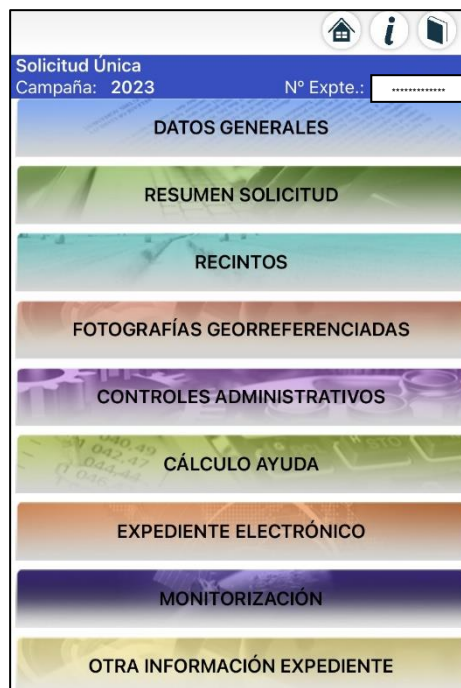 Solicitud Única
Campaña: 2023 Nº Expte.: *************
DATOS GENERALES
RESUMEN SOLICITUD
RECINTOS
FOTOGRAFÍAS GEORREFERENCIADAS
CONTROLES ADMINISTRATIVOS
CÁLCULO AYUDA
EXPEDIENTE ELECTRÓNICO
MONITORIZACIÓN
OTRA INFORMACIÓN EXPEDIENTE